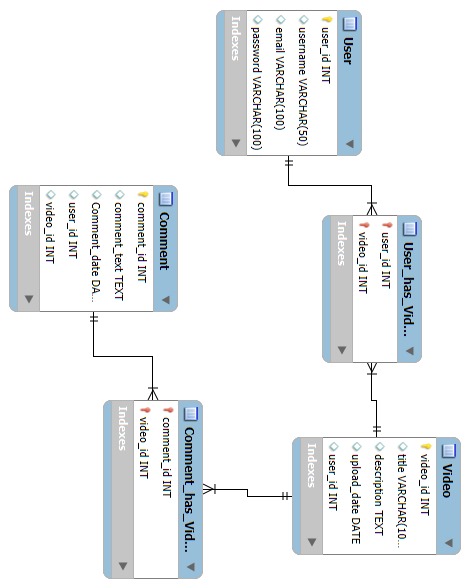 User
user_id INT
username VARCHAR(50)
email VARCHAR(100)
password VARCHAR(100)
Indexes
User_has_Vid...
user_id INT
video_id INT
Indexes
Video
video_id INT
title VARCHAR(10...
description TEXT
upload_date DATE
user_id INT
Indexes
Comment
comment_id INT
comment_text TEXT
Comment_date DA...
user_id INT
video_id INT
Indexes
Comment_has_Vid...
comment_id INT
video_id INT
Indexes